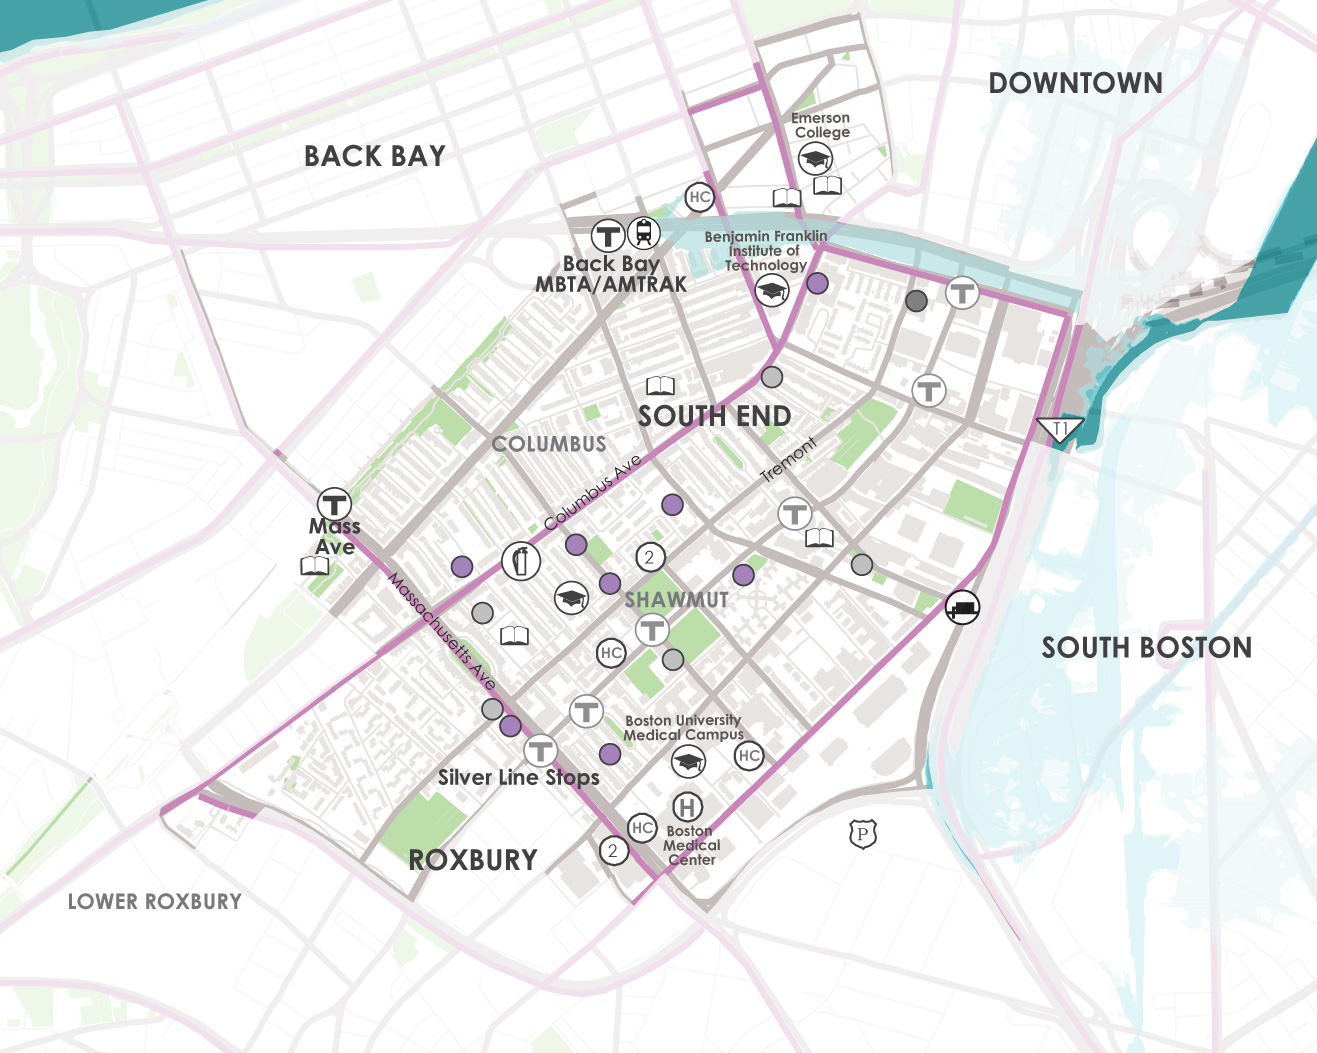 DOWNTOWN
Emerson
College
BACK BAY
HC
Benjamin Franklin
Institute of
Technology
T
Back Bay
MBTA/AMTRAK
T
T
SOUTH END
COLUMBUS
T1
Tremont
Columbus Ave
T
Mass
Ave
T
2
Massachusetts Ave
SHAWMUT
T
HC
SOUTH BOSTON
T
Boston University
Medical Campus
T
HC
Silver Line Stops
H
HC
Boston
Medical
Center
P
2
ROXBURY
LOWER ROXBURY